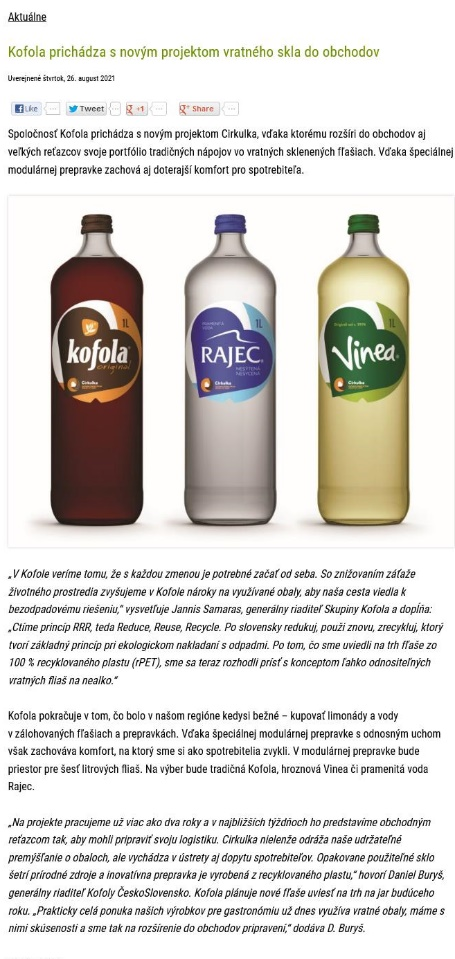 Aktuálne
Kofola prichádza s novým projektom vratného skla do obchodov
Uverejnené štvrtok, 26. august 2021
Like
Tweet
+1
Share
Spoločnosť Kofola prichádza s novým projektom Cirkulka, vďaka ktorému rozšíri do obchodov aj
veľkých reťazcov svoje portfólio tradičných nápojov vo vratných sklenených fľašiach. Vďaka špeciálnej
modulárnej prepravke zachová aj doterajší komfort pre spotrebiteľa.
1L
kofola
original
Cirkulka
1L
RAJEC
Cirkulka
1L
Vinea
Cirkulka
„V Kofole veríme tomu, že s každou zmenou je potrebné začať od seba. So znižovaním záťaže
životného prostredia zvyšujeme v Kofole nároky na využívané obaly, aby naša cesta viedla k
bezodpadovému riešeniu,“ vysvetľuje Jannis Samaras, generálny riaditeľ Skupiny Kofola a dopĺňa:
„Ctíme princíp RRR, teda Reduce, Reuse, Recycle. Po slovensky redukuj, použi znovu, zrecykluj, ktorý
tvorí základný princíp pri ekologickom nakladaní s odpadmi. Po tom, čo sme uviedli na trh fľaše zo
100 % recyklovaného plastu (rPET), sme sa teraz rozhodli prísť s konceptom ľahko odnositeľných
vratných fliaš na nealko.“
Kofola pokračuje v tom, čo bolo v našom regióne kedysi bežné – kupovať limonády a vody
v zálohovaných fľašiach a prepravkách. Vďaka špeciálnej modulárnej prepravke s odnosným uchom
však zachováva komfort, na ktorý sme si ako spotrebitelia zvykli. V modulárnej prepravke bude
priestor pre šesť litrových fliaš. Na výber bude tradičná Kofola, hroznová Vinea či pramenitá voda
Rajec.
„Na projekte pracujeme už viac ako dva roky a v najbližších týždňoch ho predstavíme obchodným
reťazcom tak, aby mohli pripraviť svoju logistiku. Cirkulka nielenže odráža naše udržateľné
premýšľanie o obaloch, ale vychádza v ústrety aj dopytu spotrebiteľov. Opakovane použiteľné sklo
šetrí prírodné zdroje a inovatívna prepravka je vyrobená z recyklovaného plastu,“ hovorí Daniel Buryš,
generálny riaditeľ Kofoly ČeskoSlovensko. Kofola plánuje nové fľaše uviesť na trh na jar budúceho
roku. „Prakticky celá ponuka našich výrobkov pre gastronómiu už dnes využíva vratné obaly, máme s
nimi skúsenosti a sme tak na rozšírenie do obchodov pripravení,“ dodáva D. Buryš.